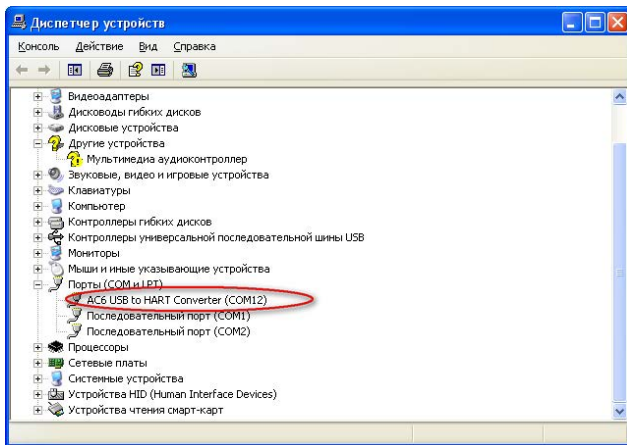 Диспетчер устройств
Консоль Действие Вид Справка
Видеоадаптеры
Дисководы гибких дисков
Дисковые устройства
Другие устройства
Мультимедиа аудиоконтроллер
Звуковые, видео и игровые устройства
Клавиатуры
Компьютер
Контроллеры гибких дисков
Контроллеры универсальной последовательной шины USB
Мониторы
Мыши и иные указывающие устройства
Порты (COM и LPT)
AC6 USB to HART Converter (COM12)
Последовательный порт (COM1)
Последовательный порт (COM2)
Процессоры
Сетевые платы
Системные устройства
Устройства HID (Human Interface Devices)
Устройства чтения смарт-карт